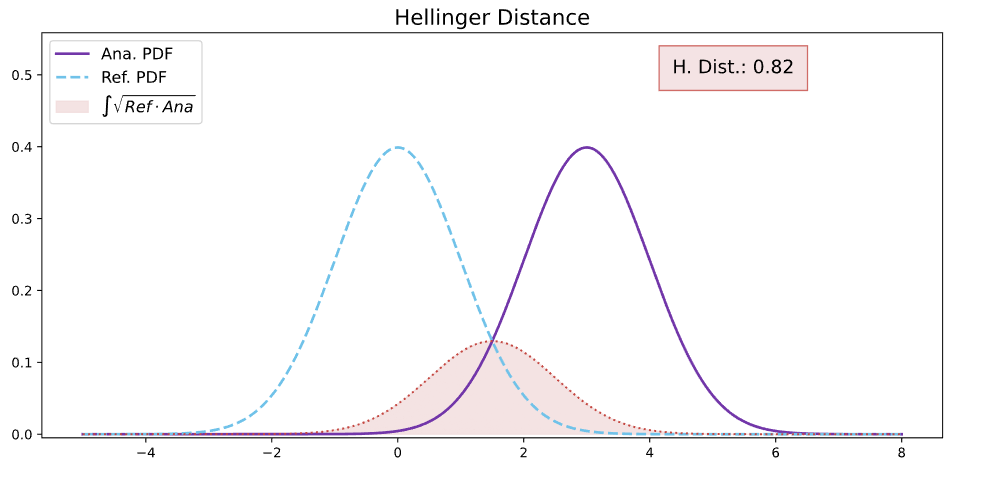 Hellinger Distance
Ana. PDF
Ref. PDF
∫√Ref · Ana
H. Dist.: 0.82
0.5
0.4
0.3
0.2
0.1
0.0
−4 −2 0 2 4 6 8